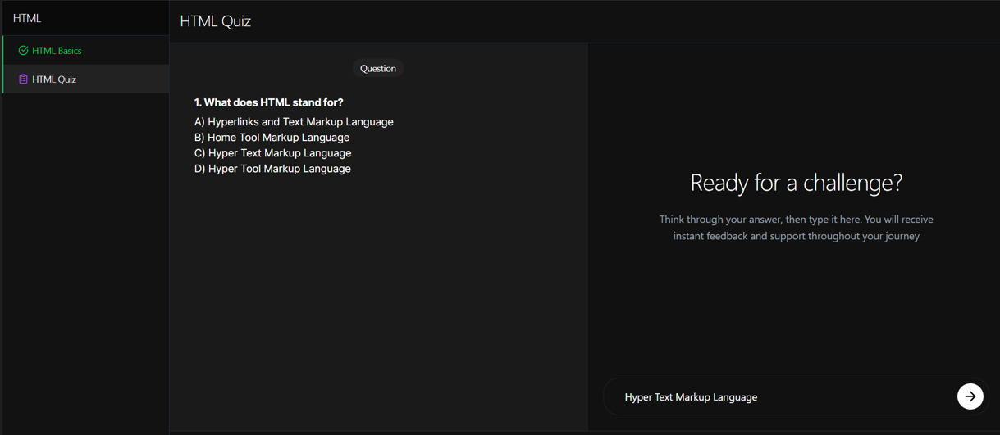 HTML
HTML Basics
HTML Quiz
HTML Quiz
Question
1. What does HTML stand for?
A) Hyperlinks and Text Markup Language
B) Home Tool Markup Language
C) Hyper Text Markup Language
D) Hyper Tool Markup Language
Ready for a challenge?
Think through your answer, then type it here. You will receive
instant feedback and support throughout your journey
Hyper Text Markup Language